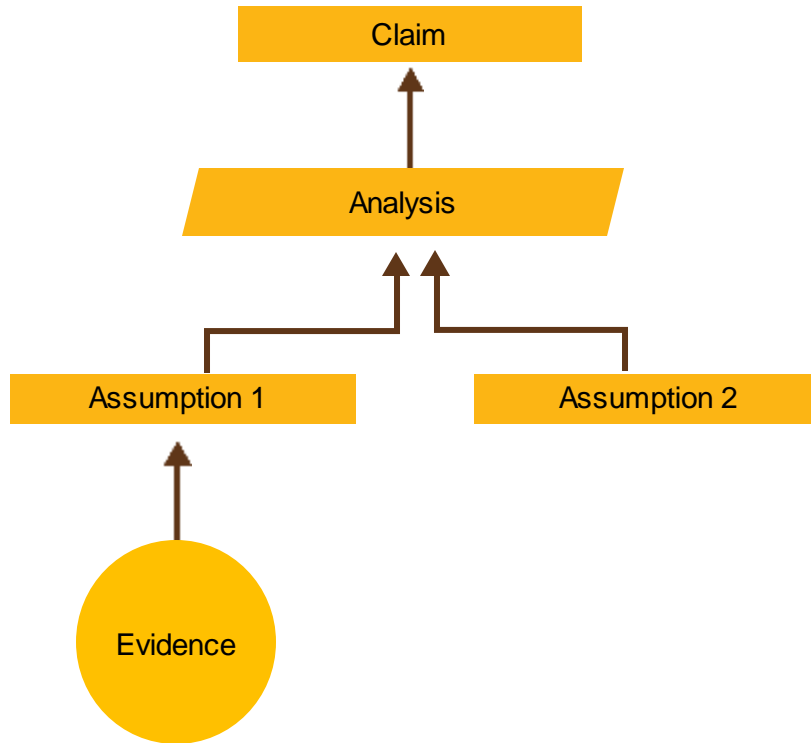 Claim
Analysis
Assumption 1
Assumption 2
Evidence